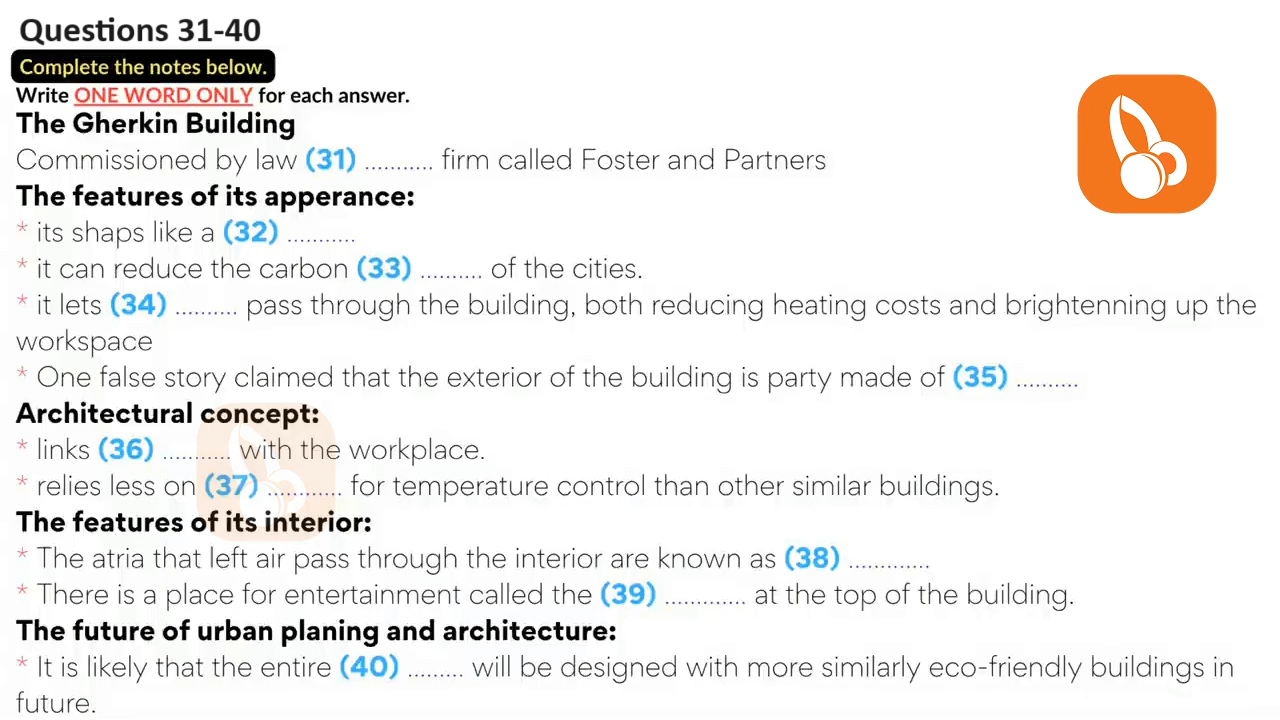 Questions 31-40
Complete the notes below.
Write ONE WORD ONLY for each answer.
The Gherkin Building
Commissioned by law (31) ........... firm called Foster and Partners
The features of its apperance:
* its shaps like a (32) ...........
* it can reduce the carbon (33) .......... of the cities.
* it lets (34) .......... pass through the building, both reducing heating costs and brightenning up the
workspace
* One false story claimed that the exterior of the building is party made of (35) ..........
Architectural concept:
* links (36) ........... with the workplace.
* relies less on (37) ............ for temperature control than other similar buildings.
The features of its interior:
* The atria that left air pass through the interior are known as (38) .............
* There is a place for entertainment called the (39) ............. at the top of the building.
The future of urban planing and architecture:
* It is likely that the entire (40) ......... will be designed with more similarly eco-friendly buildings in
future.